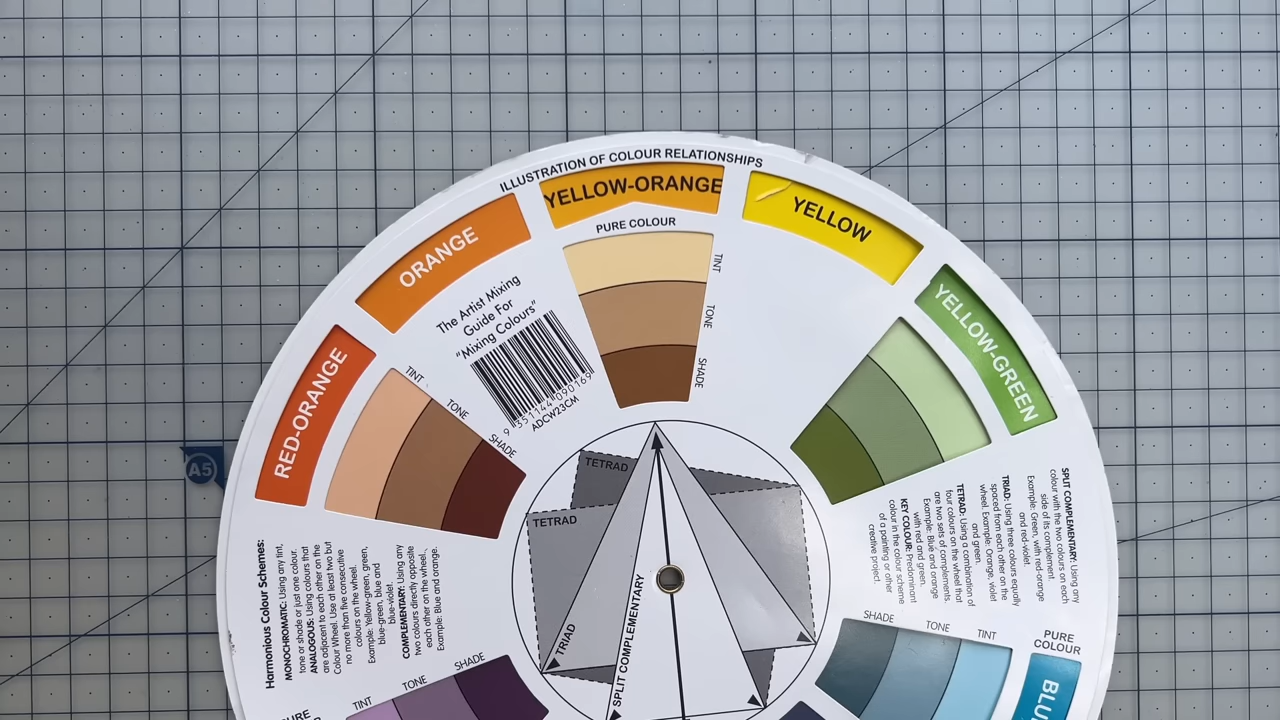 ILLUSTRATION OF COLOUR RELATIONSHIPS
YELLOW-ORANGE
YELLOW
ORANGE
YELLOW-GREEN
RED-ORANGE
PURE COLOUR
TINT
TONE
SHADE
The Artist Mixing
Guide For
"Mixing Colours"
9 351144 090169
ADCW23CM
TINT
TONE
SHADE
A5
TETRAD
TETRAD
TRIAD
SPLIT COMPLEMENTARY
Harmonious Colour Schemes:
MONOCHROMATIC: Using any tint,
tone or shade or just one colour.
ANALOGOUS: Using colours that
are adjacent to each other on the
Colour Wheel. Use at least two but
no more than five consecutive
colours on the wheel.
Example: Yellow-green, green,
blue-green, blue and
blue-violet.
COMPLEMENTARY: Using any
two colours directly opposite
each other on the wheel.
Example: Blue and orange.
SPLIT COMPLEMENTARY: Using any
colour with the two colours on each
side of its complement.
Example: Green, with red-orange
and red-violet.
TRIAD: Using three colours equally
spaced from each other on the
wheel. Example: Orange, violet
and green.
TETRAD: Using a combination of
four colours on the wheel that
are two sets of complements.
Example: Blue and orange
with red and green.
KEY COLOUR: Predominant
colour in the colour scheme
of a painting or other
creative project.
SHADE
TONE
TINT
PURE
COLOUR
TINT
TONE
SHADE